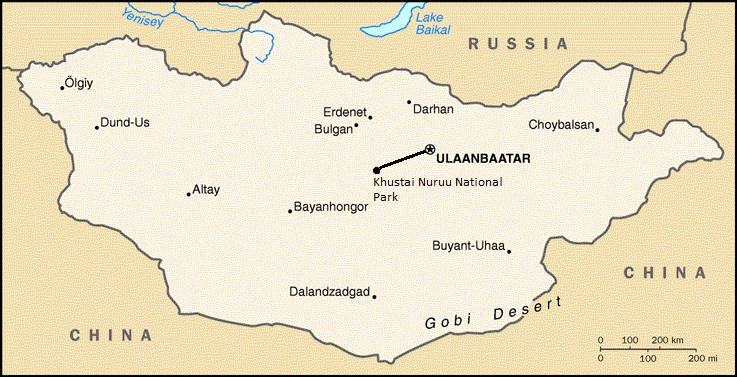 Yenisey
Lake
Baikal
RUSSIA
Ölgiy
Dund-Us
Erdenet
Darhan
Bulgan
Choybalsan
ULAANBAATAR
Khustai Nuruu National
Park
Altay
Bayanhongor
Buyant-Uhaa
Dalandzadgad
Gobi Desert
CHINA
CHINA
0 100 200 km
0 100 200 mi